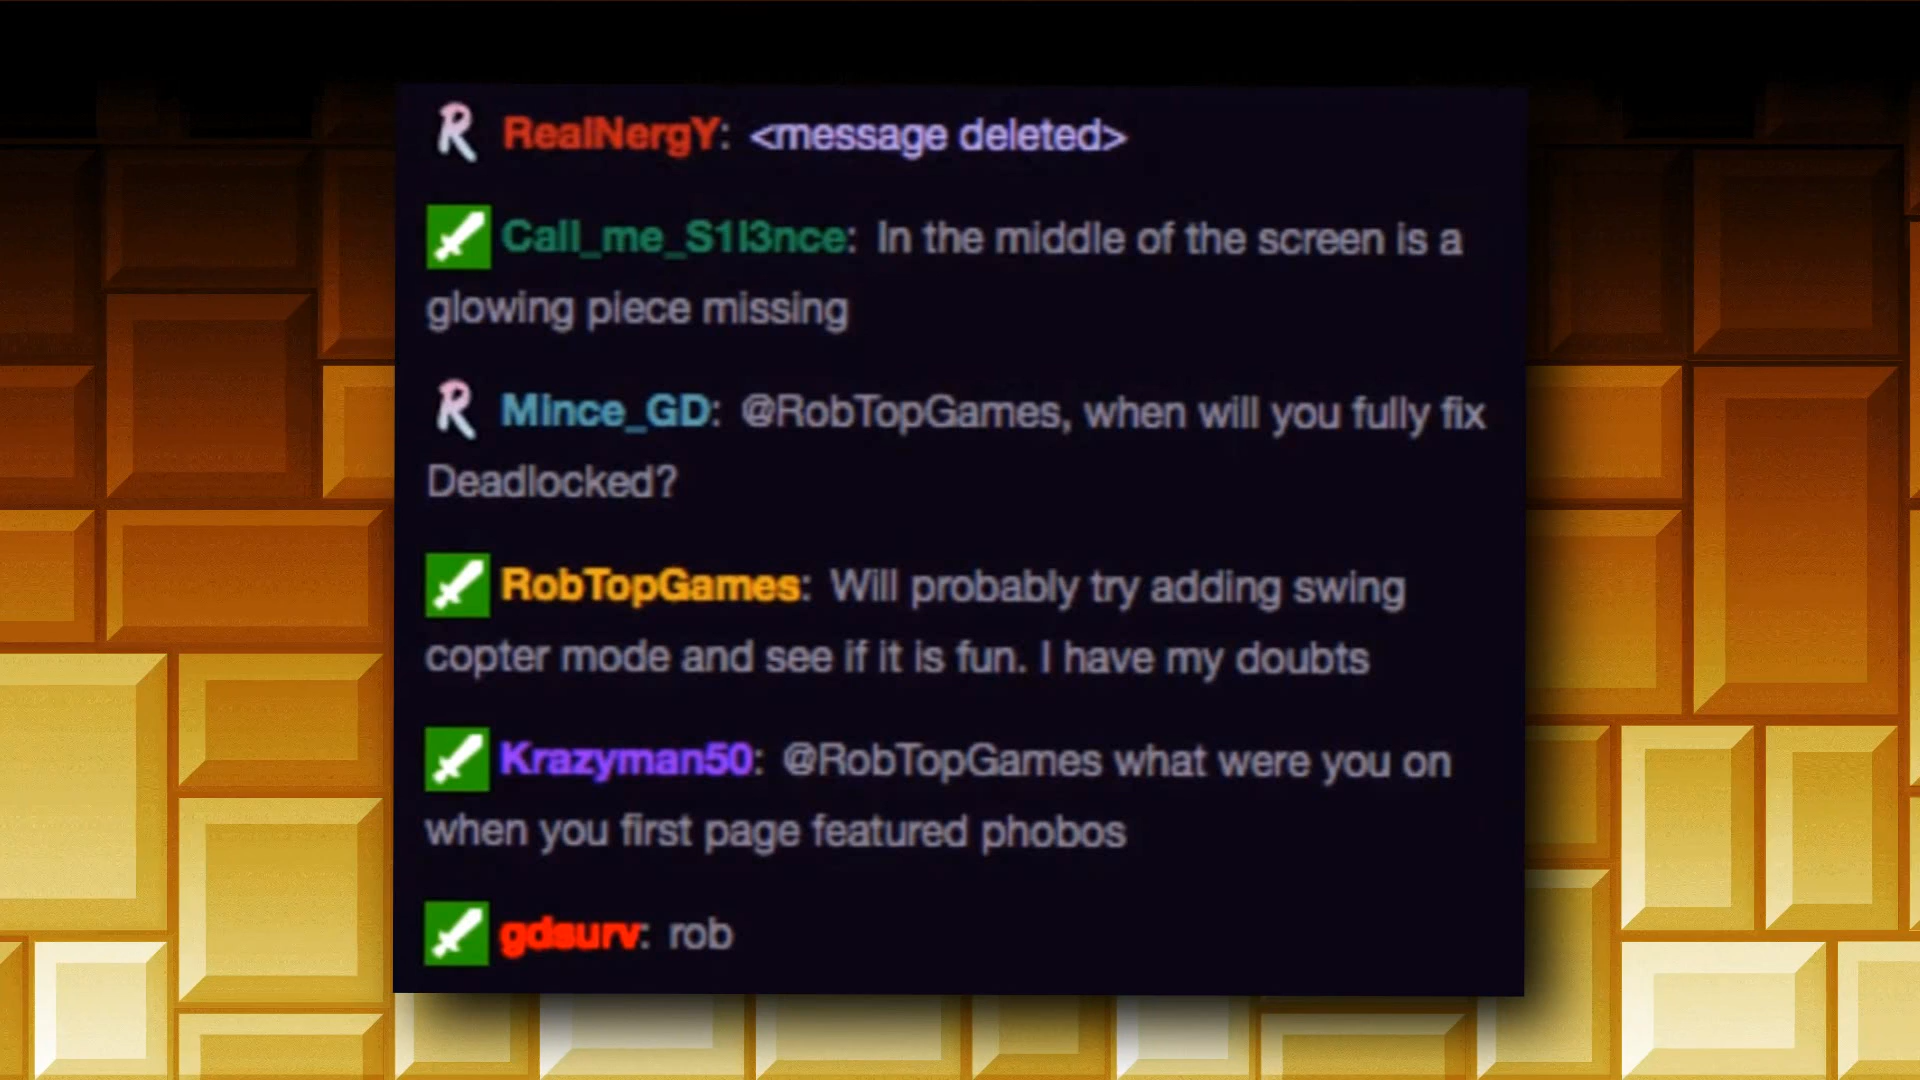 RealNergY: <message deleted>
Call_me_S1l3nce: In the middle of the screen is a
glowing piece missing
Mince_GD: @RobTopGames, when will you fully fix
Deadlocked?
RobTopGames: Will probably try adding swing
copter mode and see if it is fun. I have my doubts
Krazyman50: @RobTopGames what were you on
when you first page featured phobos
gdsurv: rob